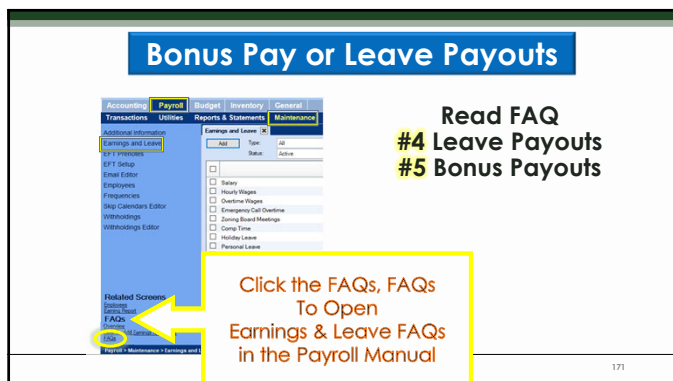 Bonus Pay or Leave Payouts
Accounting Payroll Budget Inventory General
Transactions Utilities Reports & Statements Maintenance
Additional Information
Earnings and Leave
EFT Prenotes
EFT Setup
Email Editor
Employees
Frequencies
Skip Calendars Editor
Withholdings
Withholdings Editor
Earnings and Leave
Add Type: All
Status: Active
Salary
Hourly Wages
Overtime Wages
Emergency Call Overtime
Zoning Board Meetings
Comp Time
Holiday Leave
Personal Leave
Related Screens
Employees
Earning Report
FAQs
Overview
FAQs
Payroll > Maintenance > Earnings and
Read FAQ
#4 Leave Payouts
#5 Bonus Payouts
Click the FAQs, FAQs
To Open
Earnings & Leave FAQs
in the Payroll Manual
171